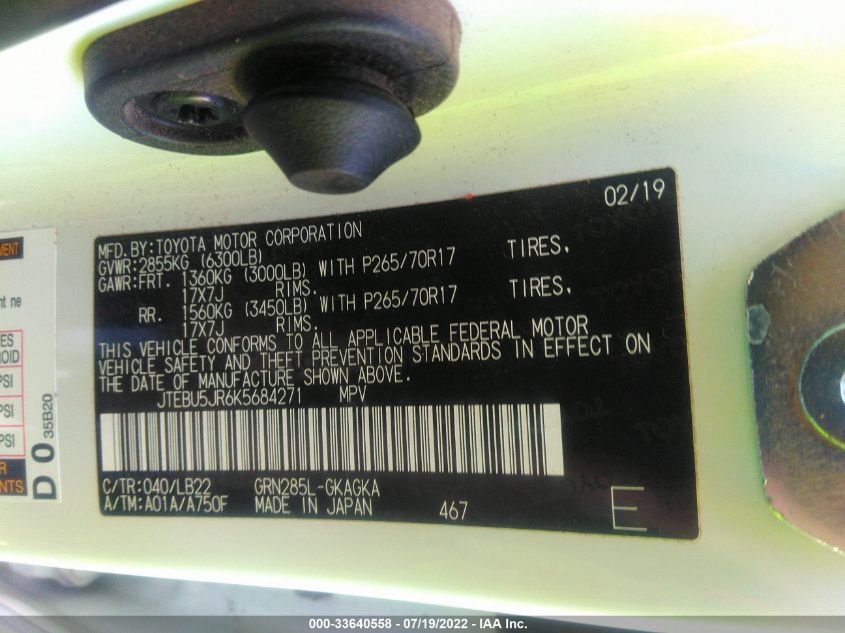 02/19
MFD.BY:TOYOTA MOTOR CORPORATION
GVWR:2855KG (6300LB)
GAWR:FRT. 1360KG (3000LB) WITH P265/70R17 TIRES,
17X7J RIMS.
RR. 1560KG (3450LB) WITH P265/70R17 TIRES,
17X7J RIMS.
THIS VEHICLE CONFORMS TO ALL APPLICABLE FEDERAL MOTOR
VEHICLE SAFETY AND THEFT PREVENTION STANDARDS IN EFFECT ON
THE DATE OF MANUFACTURE SHOWN ABOVE.
JTEBU5JR6K5684271 MPV
C/TR:040/LB22 GRN285L-GKAGKA
A/TM:A01A/A750F MADE IN JAPAN 467 E
PSI
PSI
PSI
D0 35B20
000-33640558 - 07/19/2022 - IAA Inc.